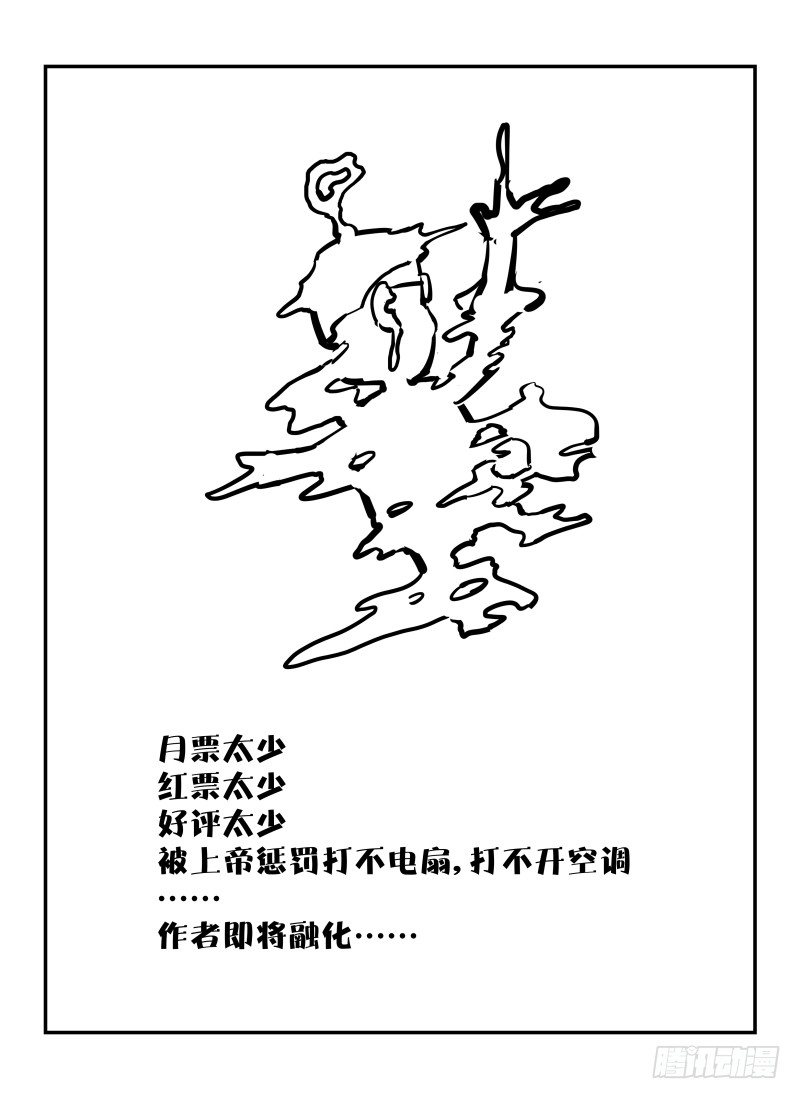 月票太少
红票太少
好评太少
被上帝惩罚打不电扇，打不开空调
……
作者即将融化……
腾讯动漫